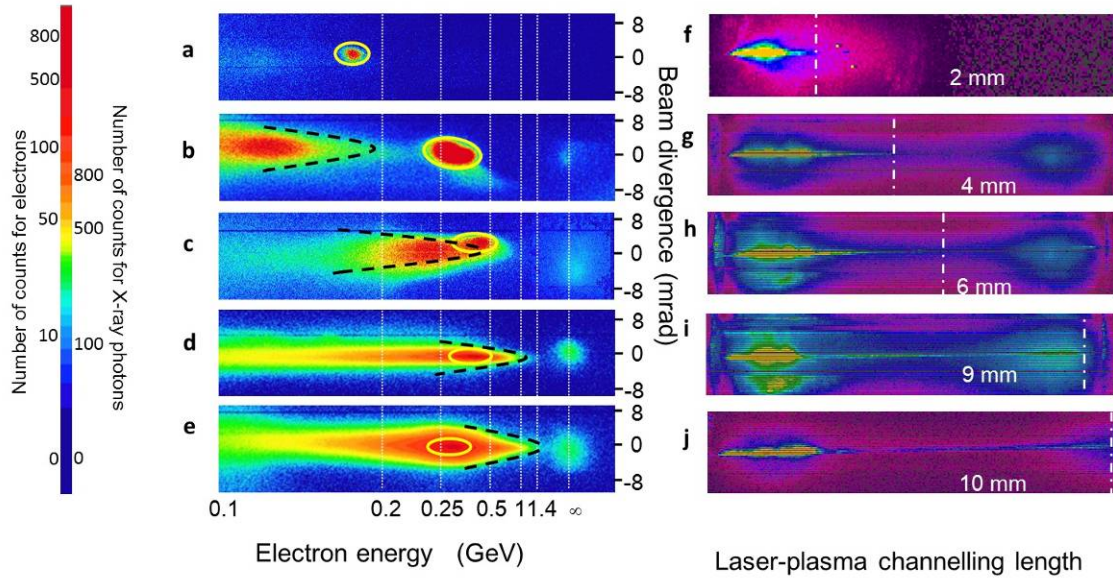 Number of counts for electrons
800
500
100
50
10
0
Number of counts for X-ray photons
800
500
100
0
a
b
c
d
e
8
0
-8
8
0
-8
8
0
-8
8
0
-8
8
0
-8
Beam divergence (mrad)
0.1 0.2 0.25 0.5 1 1.4 ∞
Electron energy (GeV)
f
2 mm
g
4 mm
h
6 mm
i
9 mm
j
10 mm
Laser-plasma channelling length